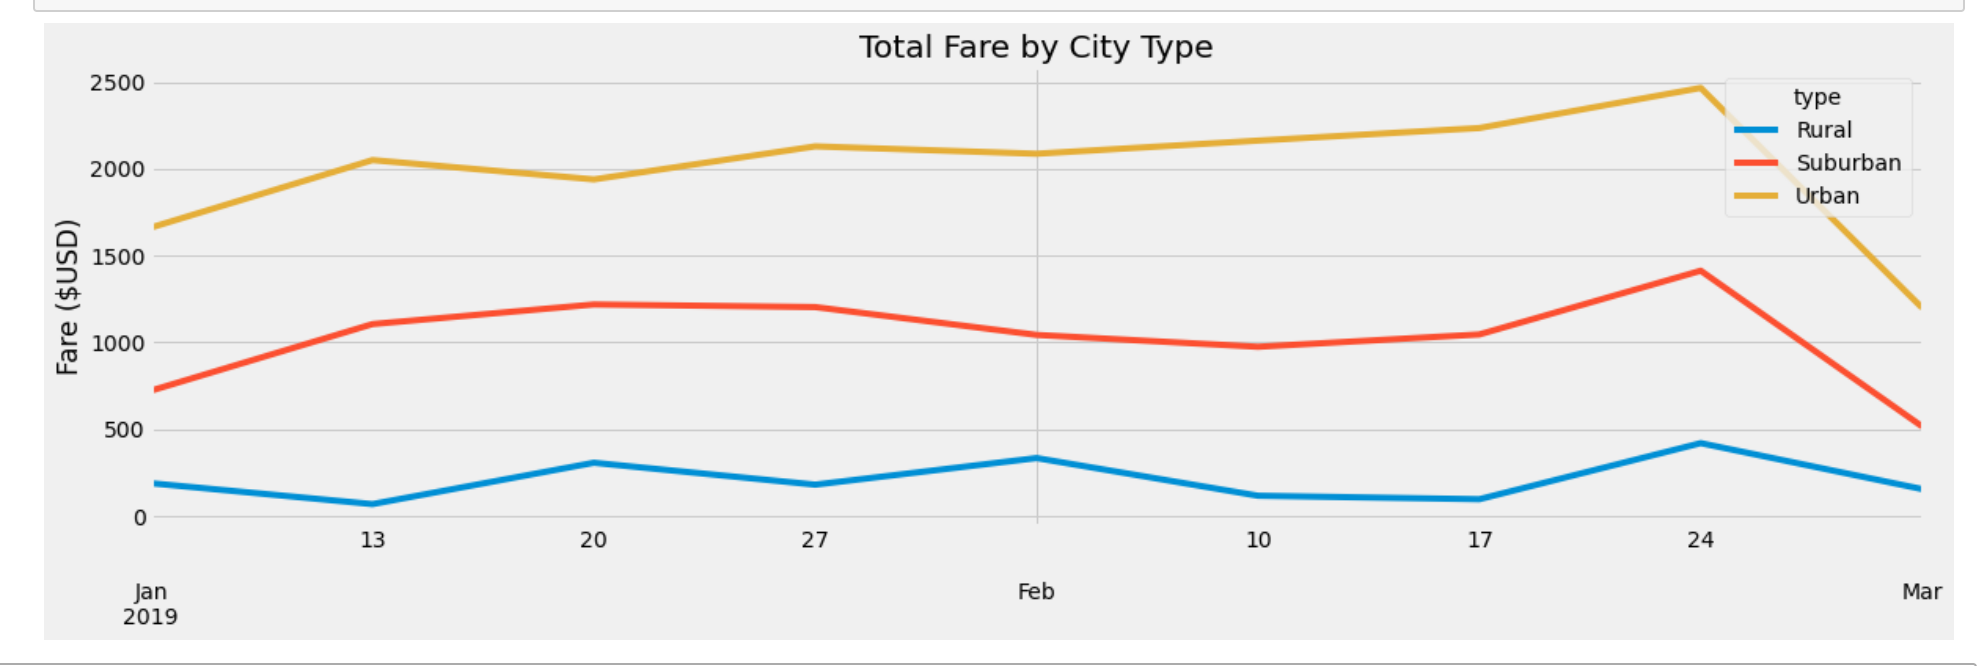 Total Fare by City Type
2500
2000
1500
1000
500
0
Fare ($USD)
type
Rural
Suburban
Urban
13 20 27 10 17 24
Jan Feb Mar
2019